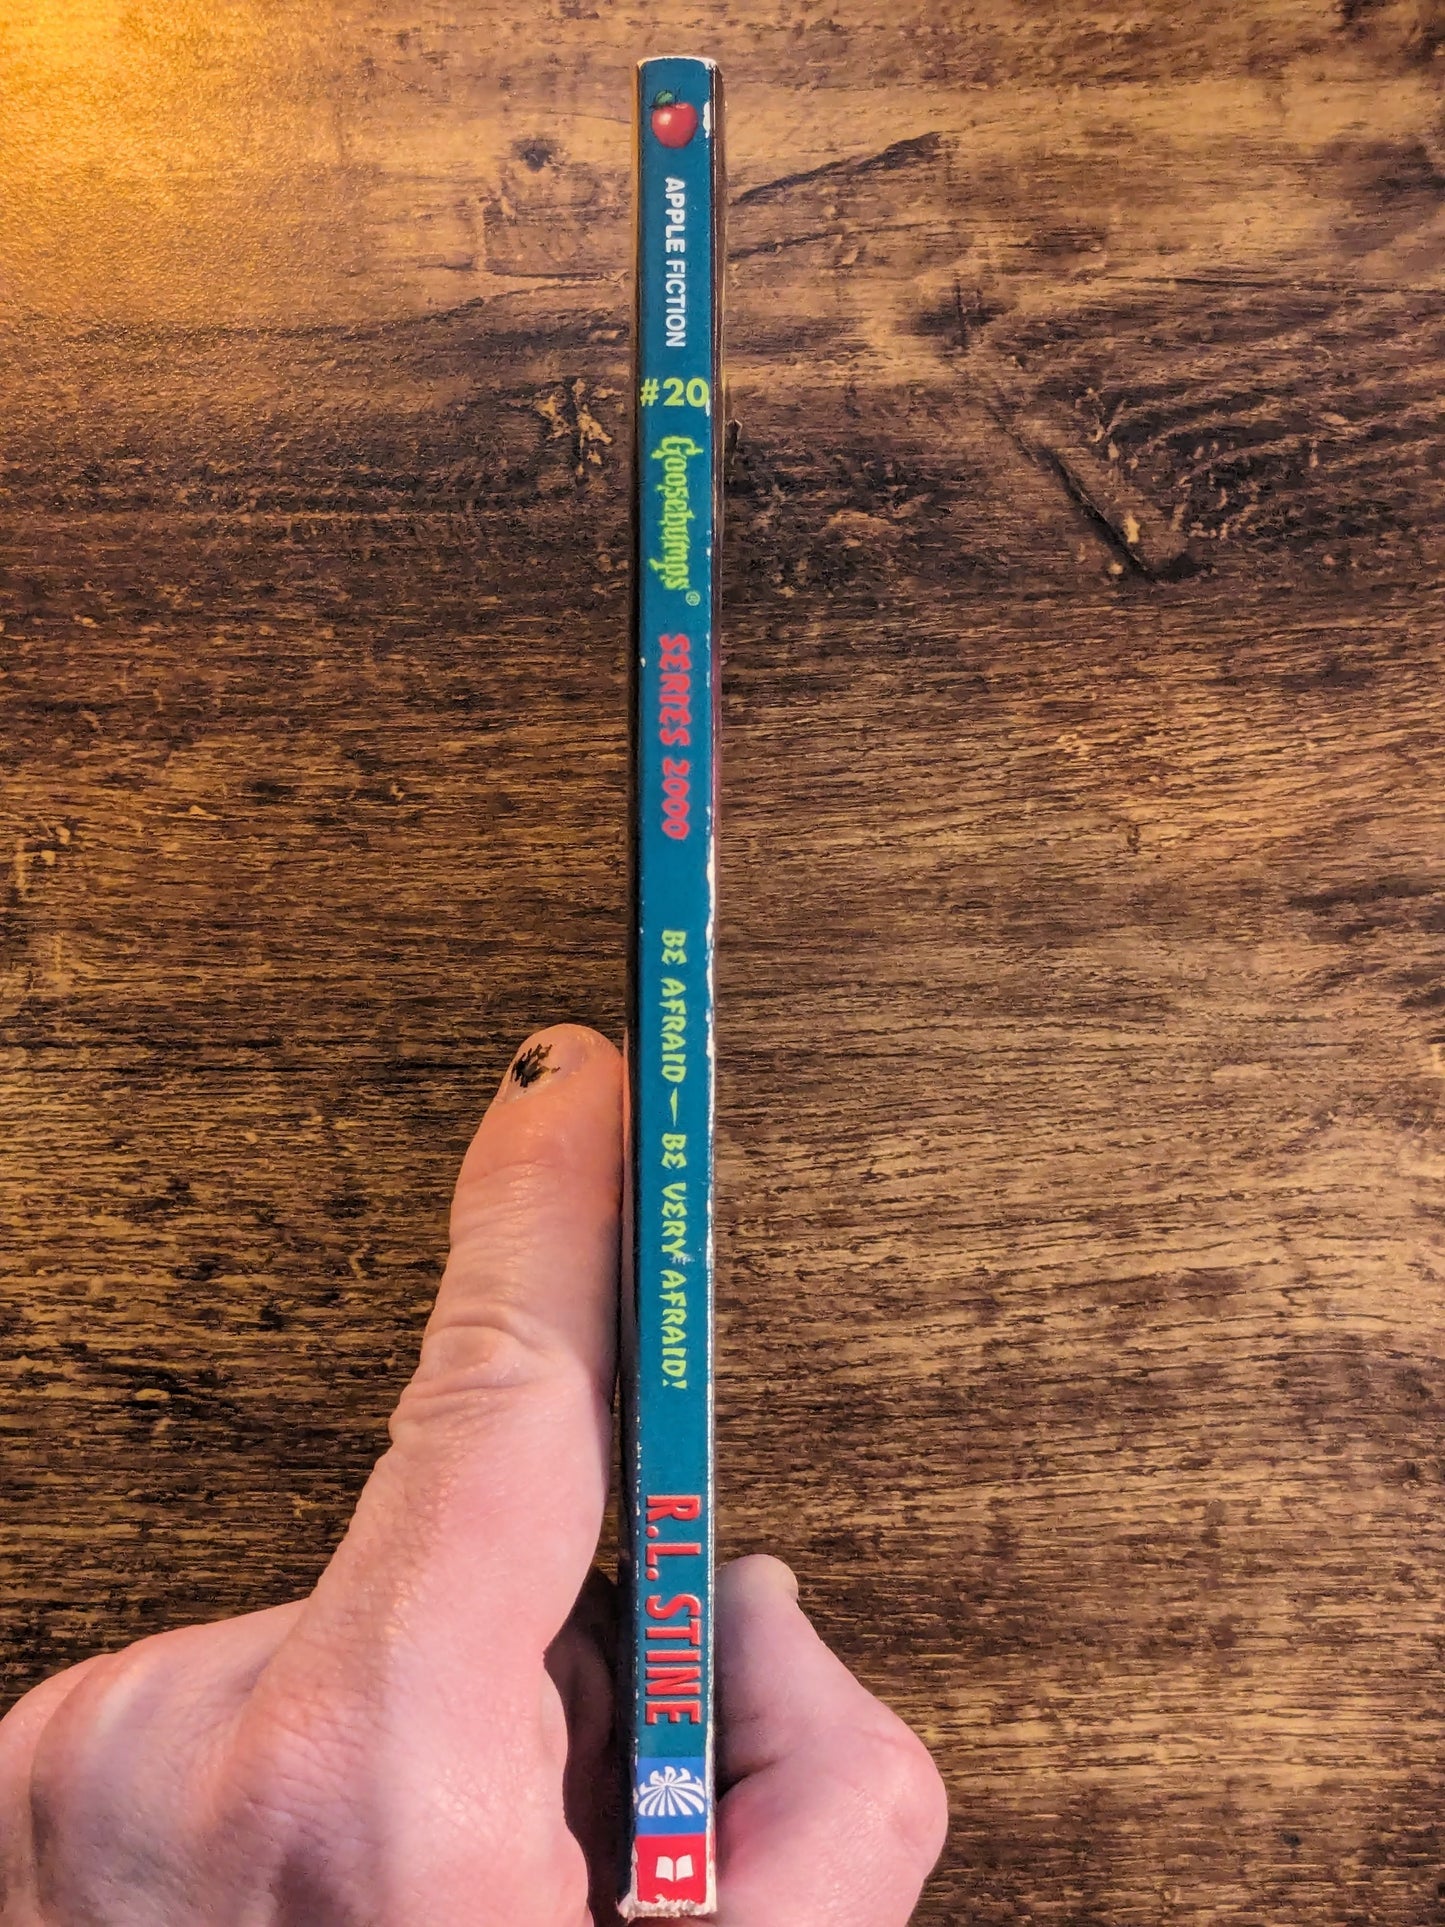 APPLE FICTION
#20
Goosebumps®
SERIES 2000
BE AFRAID — BE VERY AFRAID!
R.L. STINE